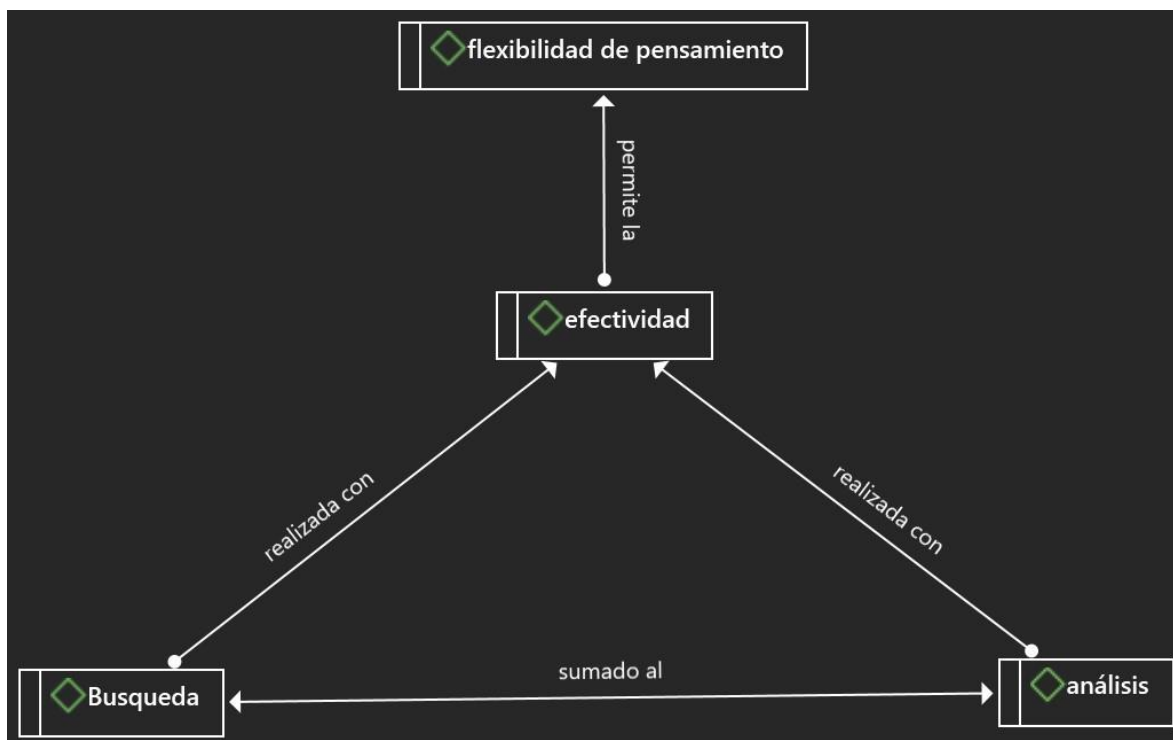 flexibilidad de pensamiento
permite la
efectividad
realizada con
realizada con
sumado al
Busqueda
análisis